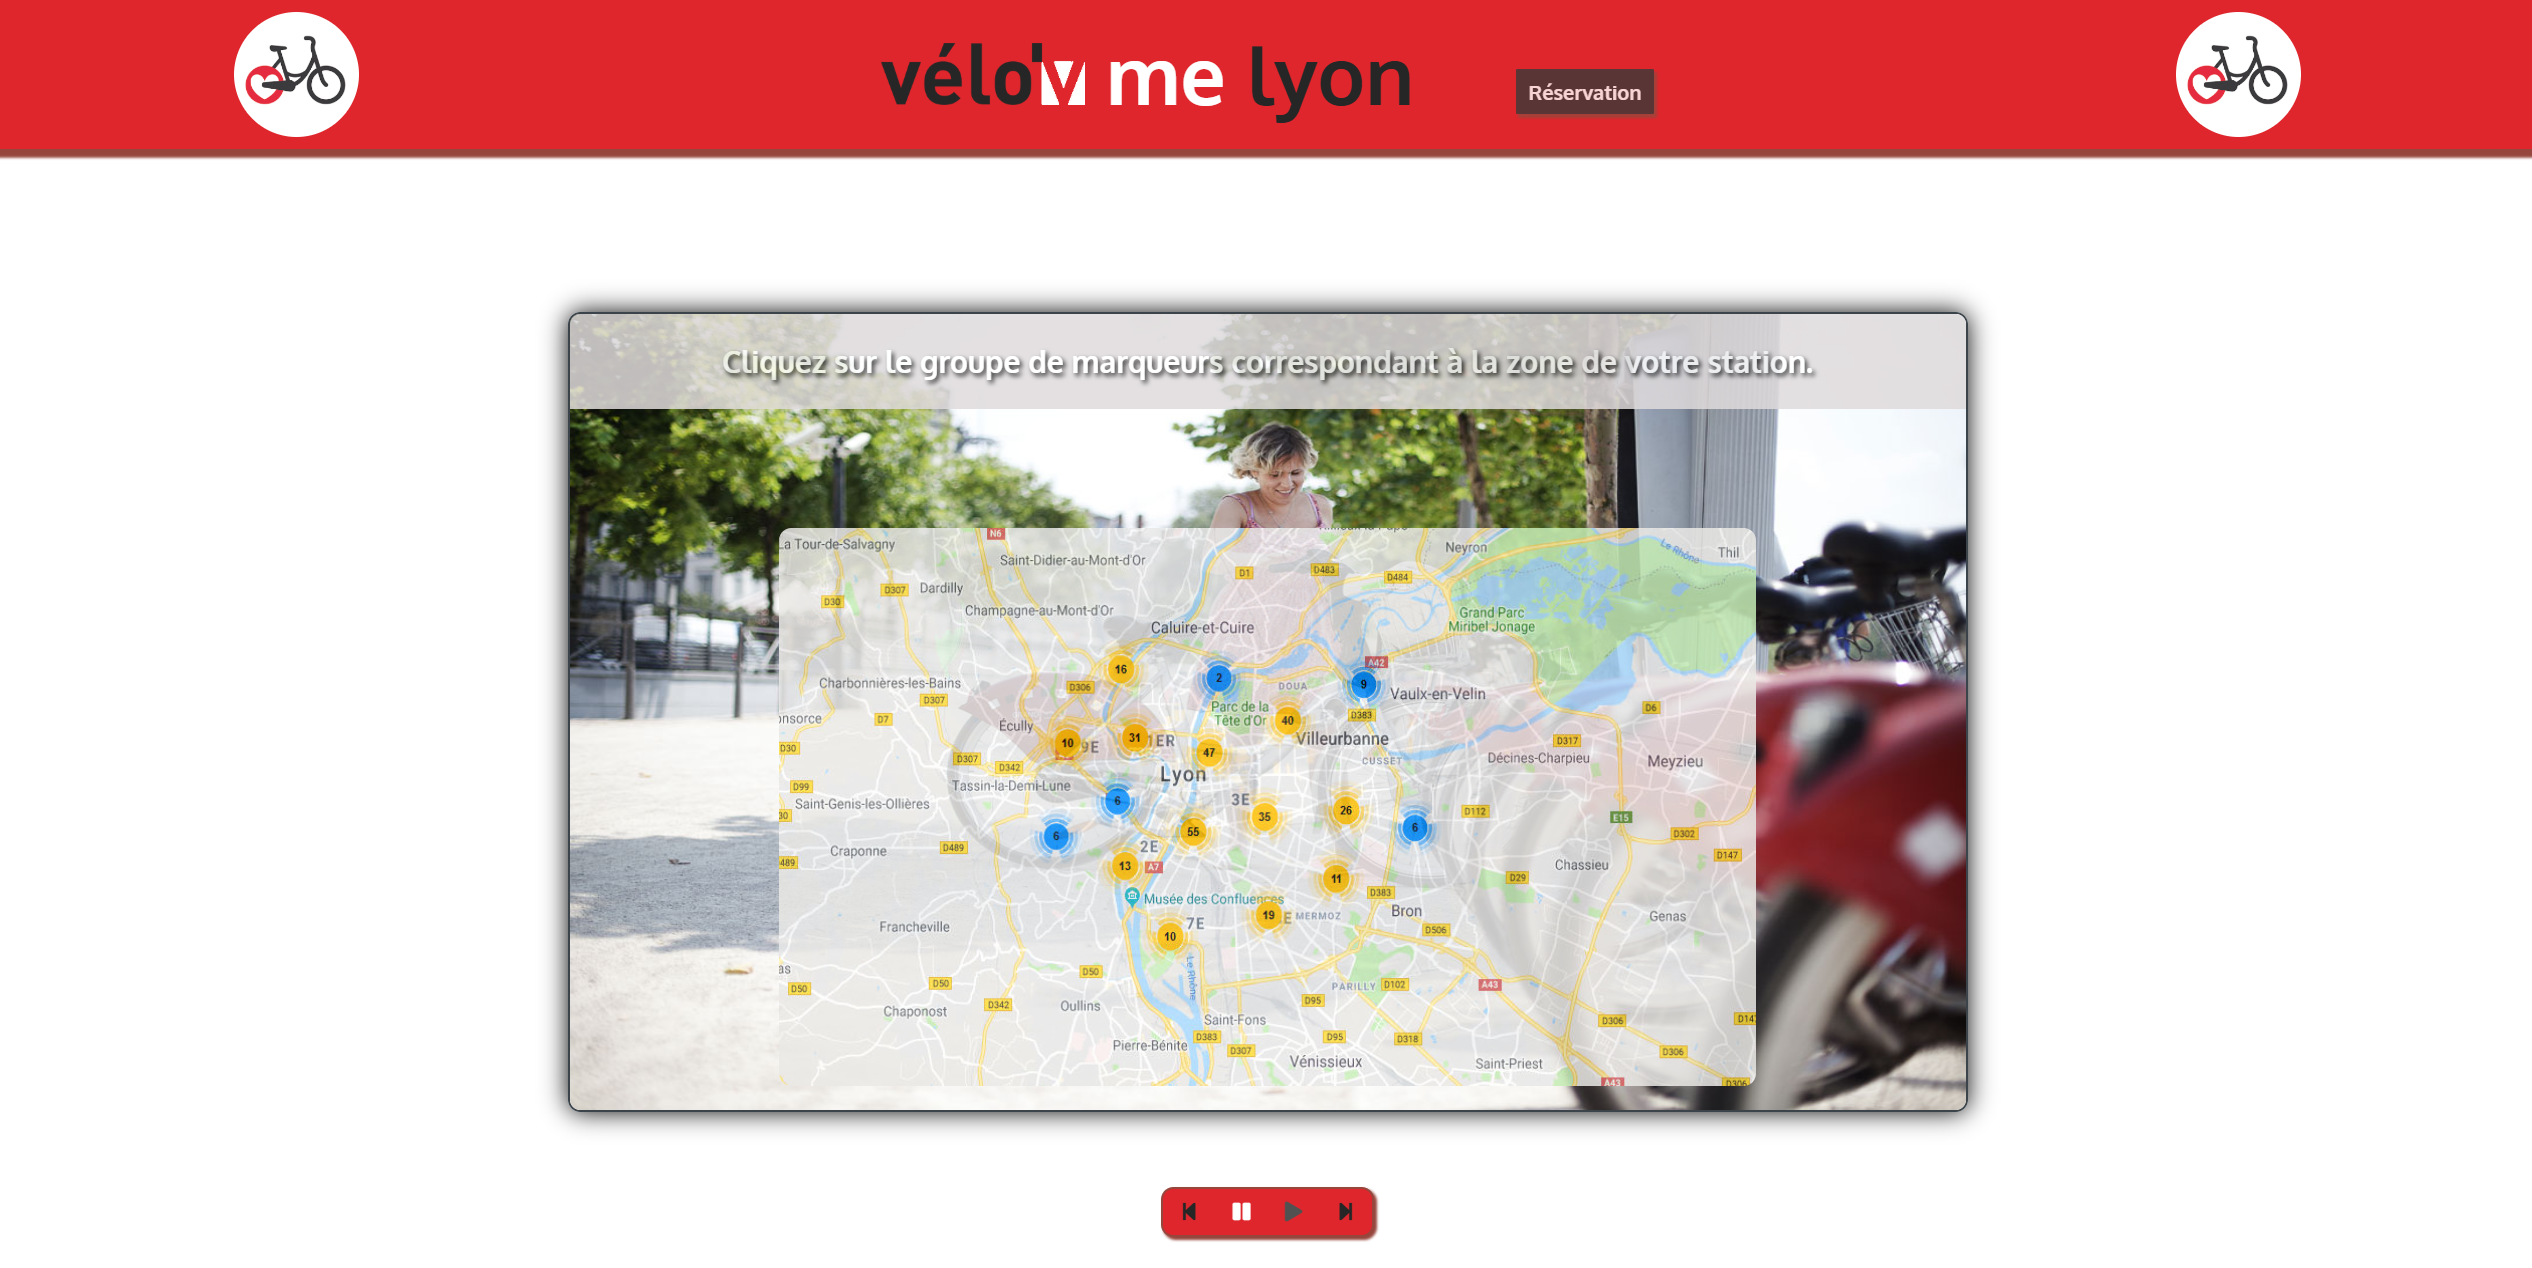 vélo'v me lyon
Réservation
Cliquez sur le groupe de marqueurs correspondant à la zone de votre station.
N6
La Tour-de-Salvagny
Neyron
Le Rhône
Thil
Saint-Didier-au-Mont-d'Or
D1
D483
D484
D307
Dardilly
D30
Champagne-au-Mont-d'Or
Grand Parc
Miribel Jonage
Caluire-et-Cuire
16
A42
2
9
Charbonnières-les-Bains
D306
DOUA
Vaulx-en-Velin
D307
Parc de la
Tête d'Or
D383
D6
onsorce
D7
Écully
40
10
9E
31
1ER
47
Villeurbanne
D317
D30
D307
D342
CUSSET
Décines-Charpieu
Meyzieu
Lyon
D99
Tassin-la-Demi-Lune
Saint-Genis-les-Ollières
6
3E
26
D112
30
35
E15
6
55
6
D302
Craponne
D489
2E
D147
489
13
A7
Chassieu
11
D29
Musée des Confluences
D383
19
E
MERMOZ
Bron
Genas
Francheville
7E
10
D506
as
D50
Le Rhône
D50
D50
PARILLY
D102
A43
D342
Oullins
D95
Chaponost
Saint-Fons
D306
D14
Pierre-Bénite
D383
D307
D95
D318
D306
Vénissieux
Saint-Priest
A43
D306